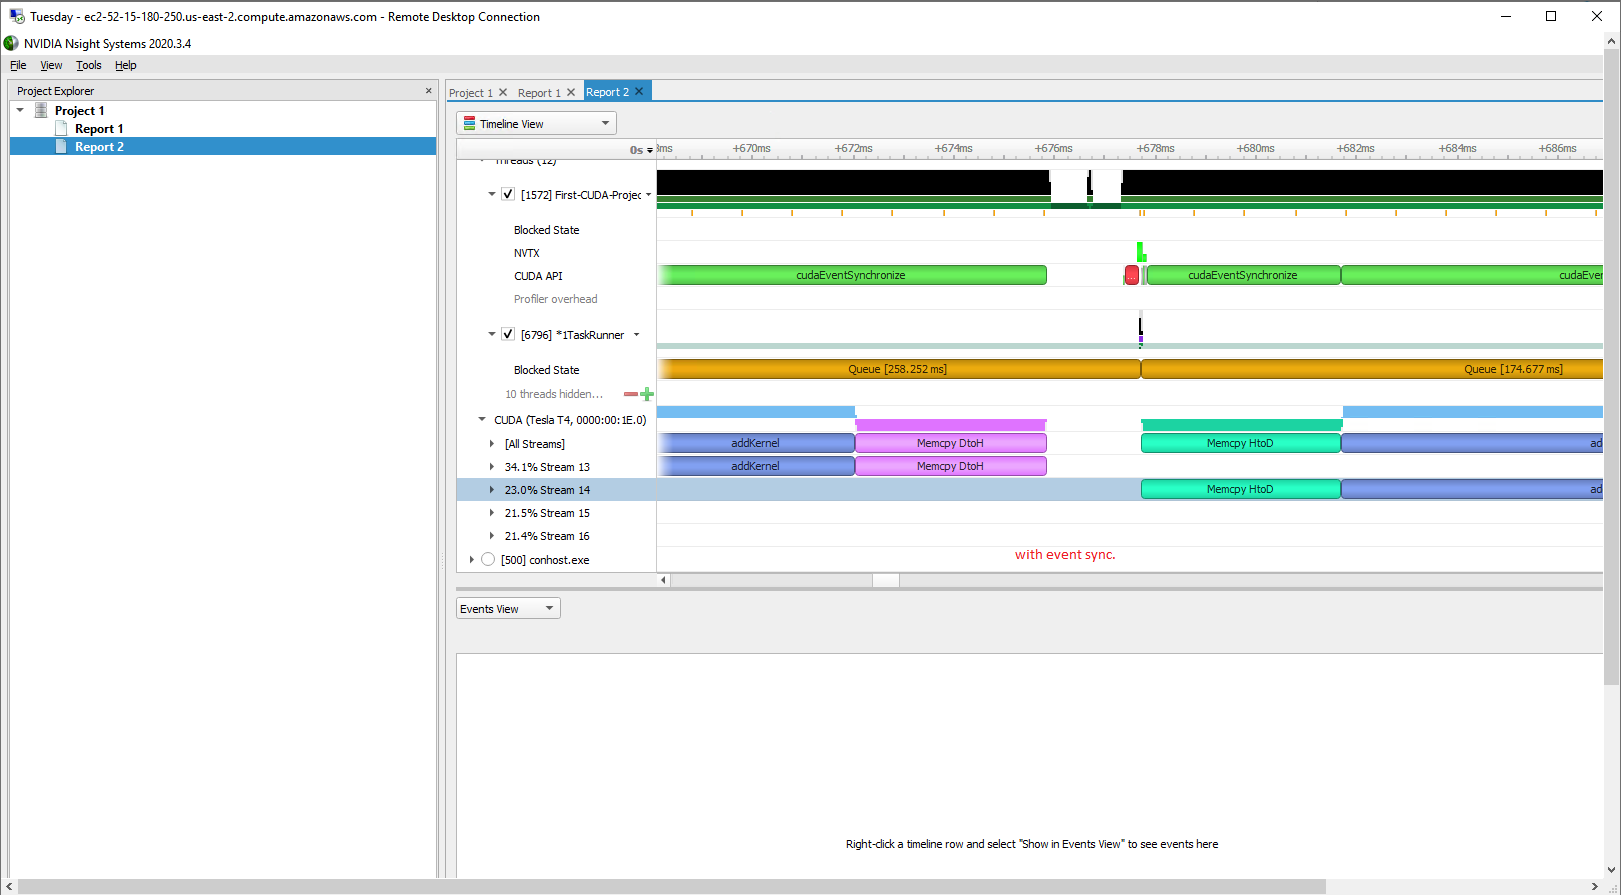 Tuesday - ec2-52-15-180-250.us-east-2.compute.amazonaws.com - Remote Desktop Connection
NVIDIA Nsight Systems 2020.3.4
File View Tools Help
Project Explorer
Project 1
Report 1
Report 2
Project 1 Report 1 Report 2
Timeline View
0s 8ms +670ms +672ms +674ms +676ms +678ms +680ms +682ms +684ms +686ms
Threads (12)
[1572] First-CUDA-Projec
Blocked State
NVTX
CUDA API cudaEventSynchronize ... cudaEventSynchronize cudaEver
Profiler overhead
[6796] *1TaskRunner
Blocked State Queue [258.252 ms] Queue [174.677 ms]
10 threads hidden...
CUDA (Tesla T4, 0000:00:1E.0)
[All Streams] addKernel Memcpy DtoH Memcpy HtoD ad
34.1% Stream 13 addKernel Memcpy DtoH
23.0% Stream 14 Memcpy HtoD ad
21.5% Stream 15
21.4% Stream 16
with event sync.
[500] conhost.exe
Events View
Right-click a timeline row and select "Show in Events View" to see events here